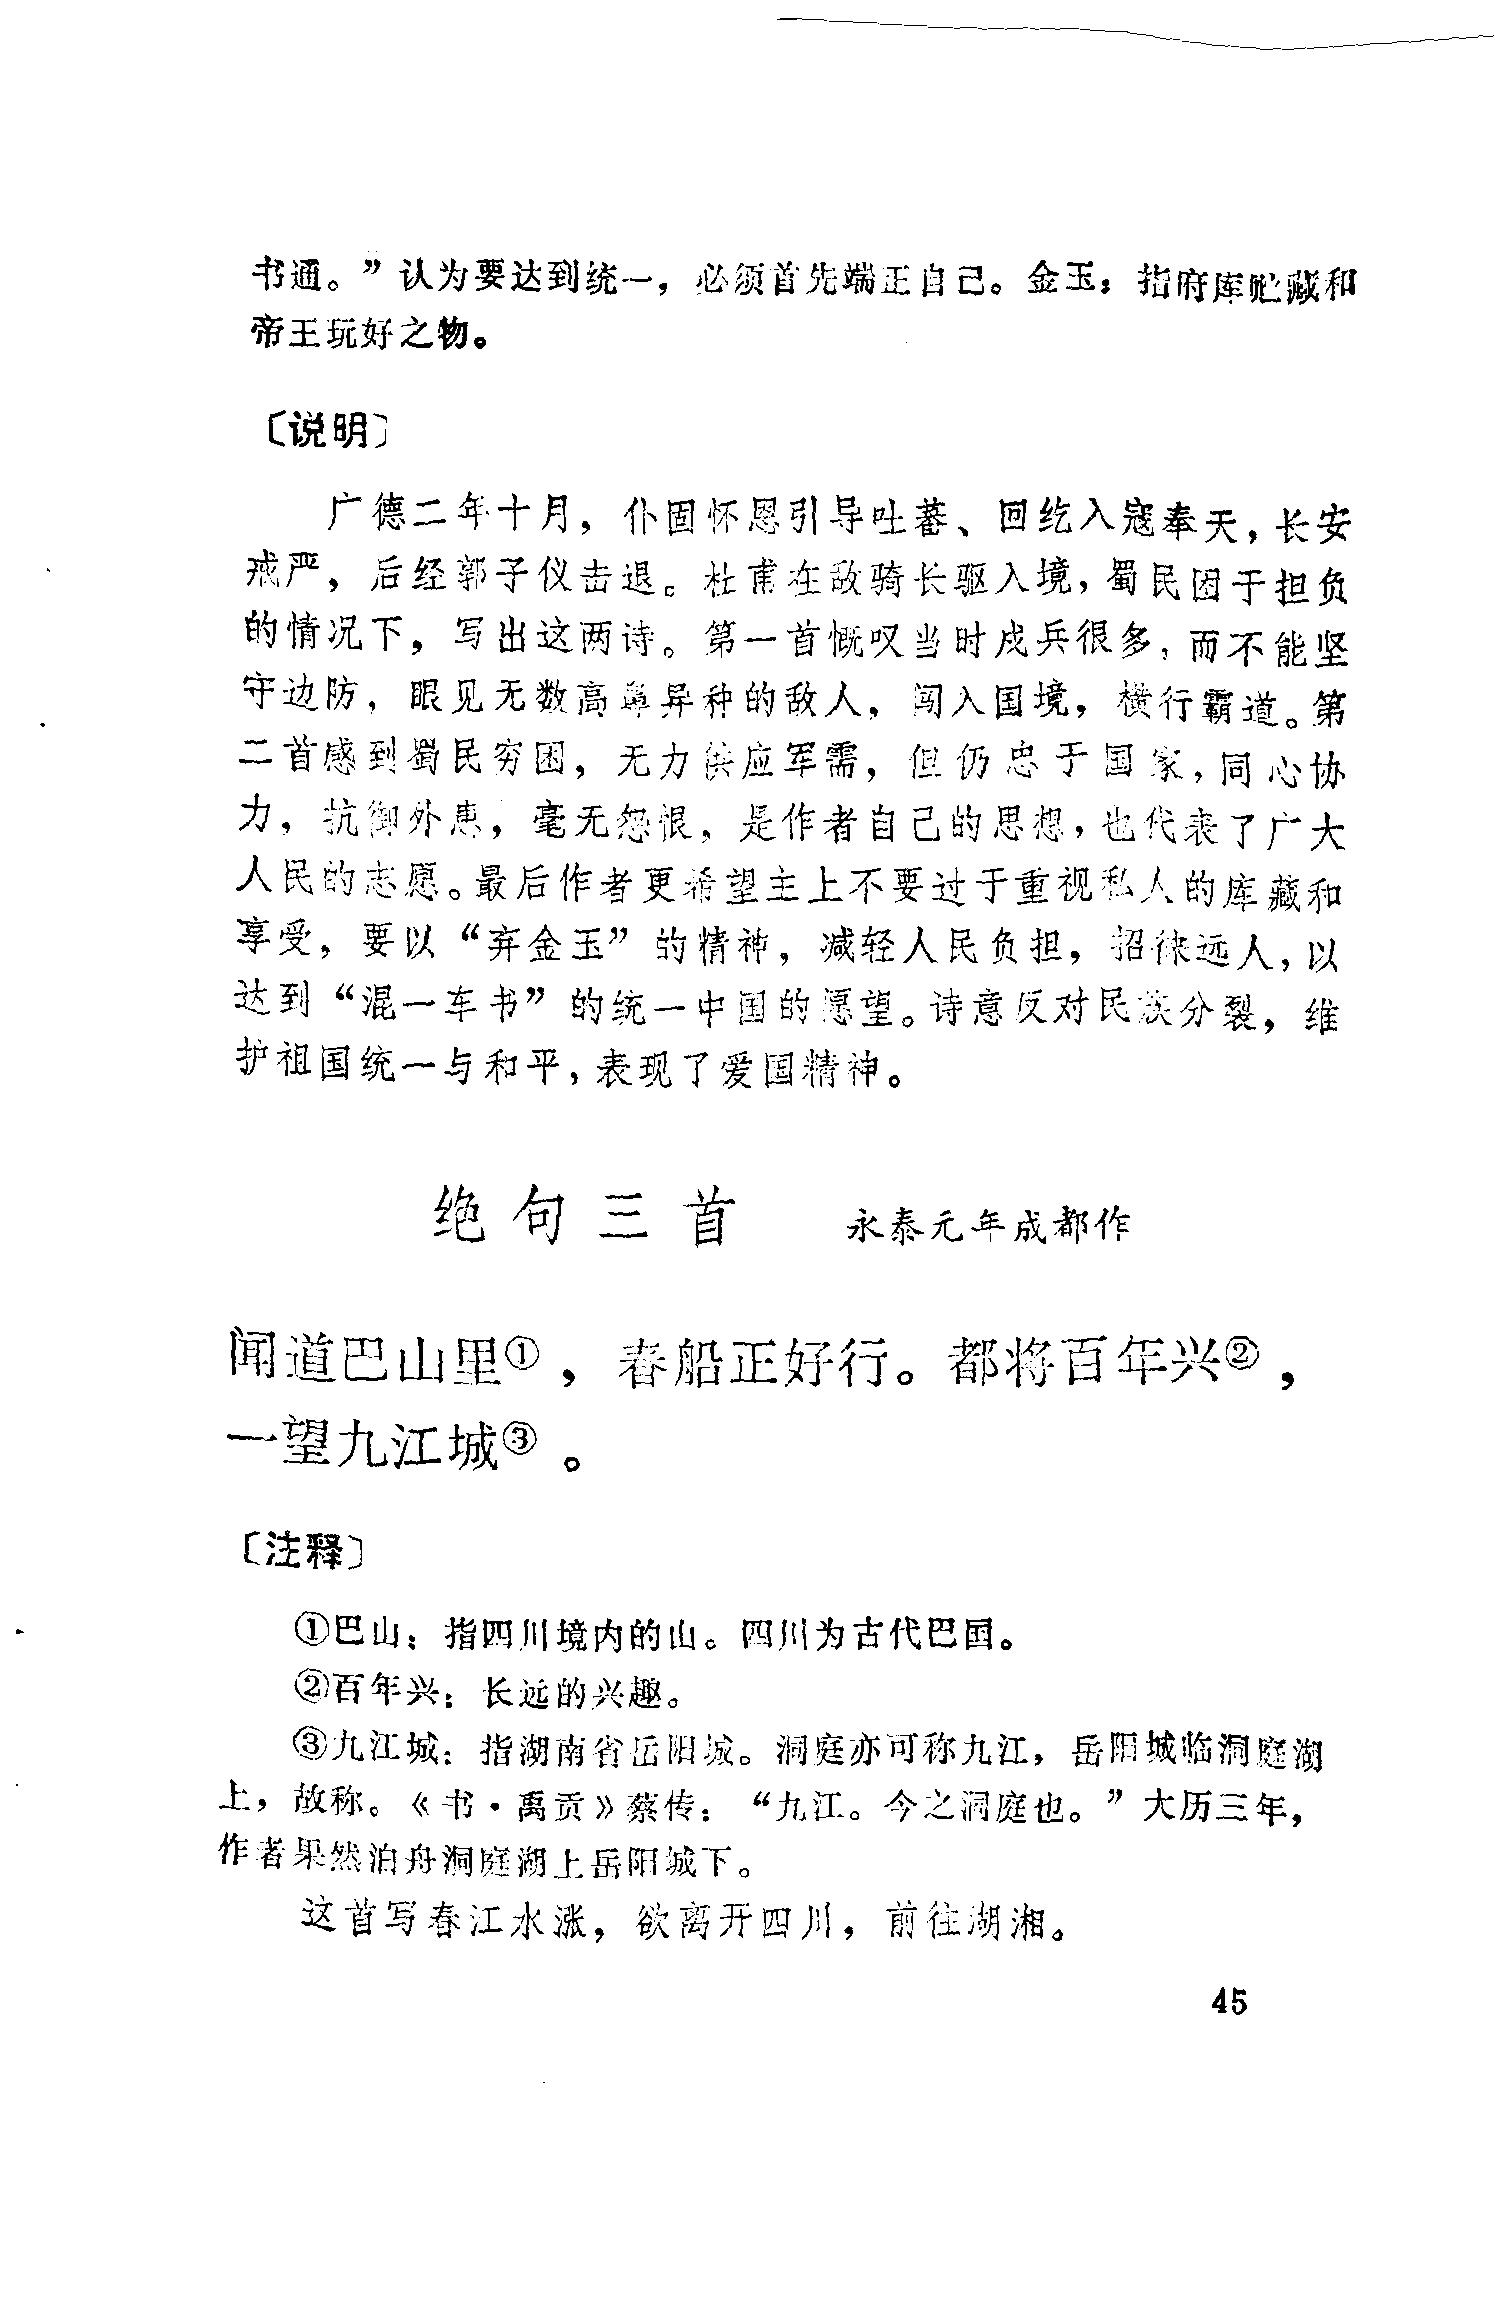 书通。”认为要达到统一，必须首先端正自己。金玉：指府库贮藏和
帝王玩好之物。
〔说明〕
广德二年十月，仆固怀恩引导吐蕃、回纥入寇奉天，长安
戒严，后经郭子仪击退。杜甫在敌骑长驱入境，蜀民困于担负
的情况下，写出这两诗。第一首慨叹当时戍兵很多，而不能坚
守边防，眼见无数高鼻异种的敌人，闯入国境，横行霸道。第
二首感到蜀民穷困，无力供应军需，但仍忠于国家，同心协
力，抗御外患，毫无怨恨，是作者自己的思想，也代表了广大
人民的志愿。最后作者更希望主上不要过于重视私人的库藏和
享受，要以“弃金玉”的精神，减轻人民负担，招徕远人，以
达到“混一车书”的统一中国的愿望。诗意反对民族分裂，维
护祖国统一与和平，表现了爱国精神。
绝句三首 永泰元年成都作
闻道巴山里①，春船正好行。都将百年兴②，
一望九江城③。
〔注释〕
①巴山：指四川境内的山。四川为古代巴国。
②百年兴：长远的兴趣。
③九江城：指湖南省岳阳城。洞庭亦可称九江，岳阳城临洞庭湖
上，故称。《书·禹贡》蔡传：“九江。今之洞庭也。”大历三年，
作者果然泊舟洞庭湖上岳阳城下。
这首写春江水涨，欲离开四川，前往湖湘。
45